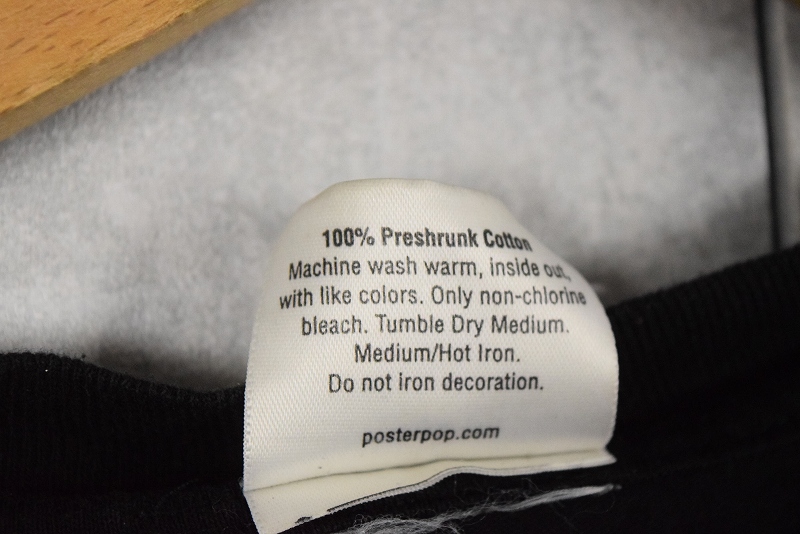 100% Preshrunk Cotton
Machine wash warm, inside out,
with like colors. Only non-chlorine
bleach. Tumble Dry Medium.
Medium/Hot Iron.
Do not iron decoration.
posterpop.com